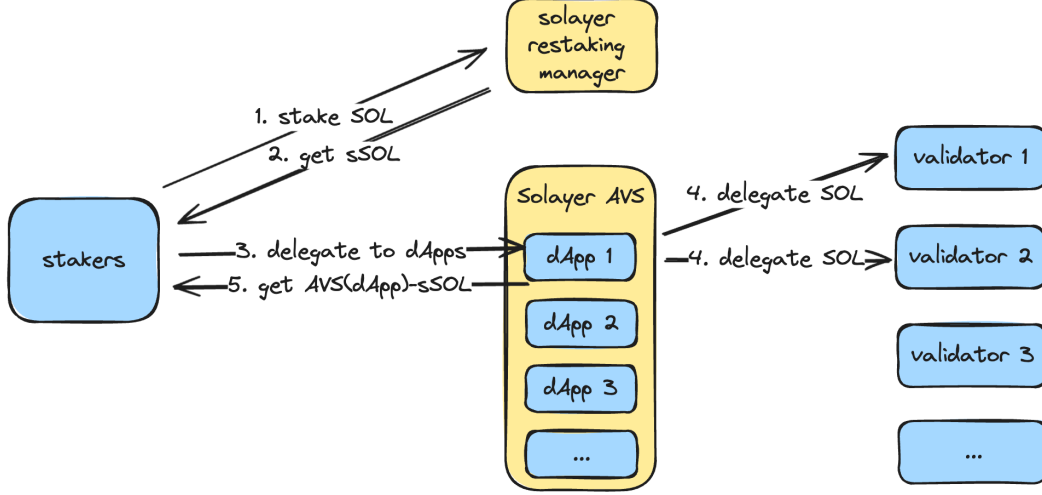 solayer
restaking
manager
1. stake SOL
2. get sSOL
stakers
3. delegate to dApps
5. get AVS(dApp)-sSOL
Solayer AVS
dApp 1
dApp 2
dApp 3
...
4. delegate SOL
4. delegate SOL
validator 1
validator 2
validator 3
...